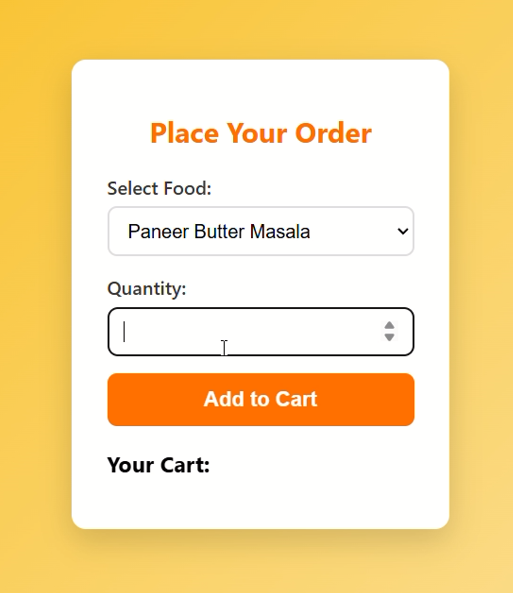 Place Your Order
Select Food:
Paneer Butter Masala
Quantity:
Add to Cart
Your Cart: